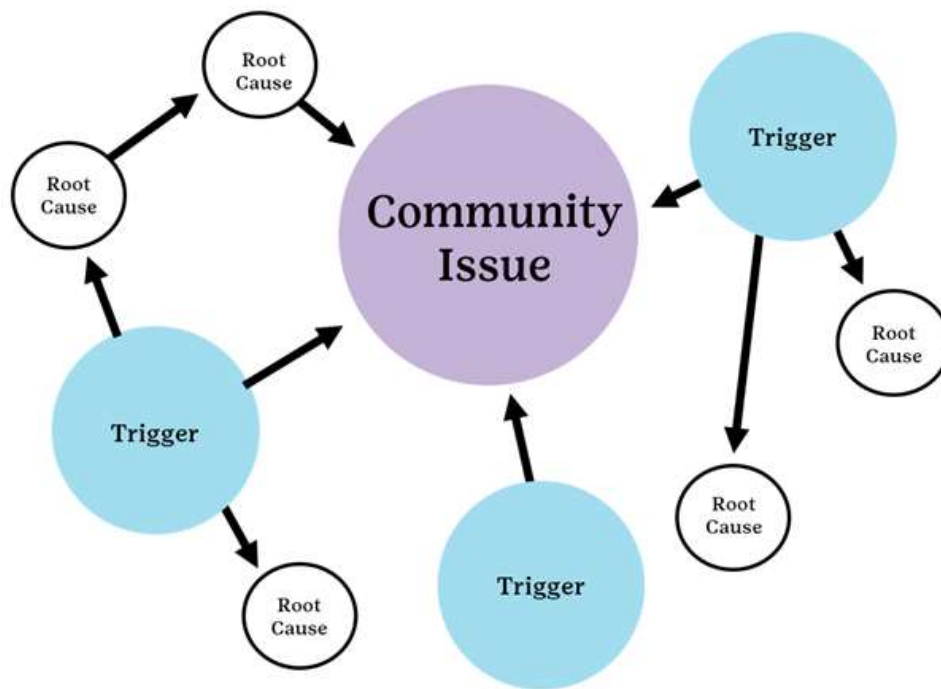 Root
Cause
Trigger
Root
Cause
Community
Issue
Root
Cause
Trigger
Root
Cause
Trigger
Root
Cause